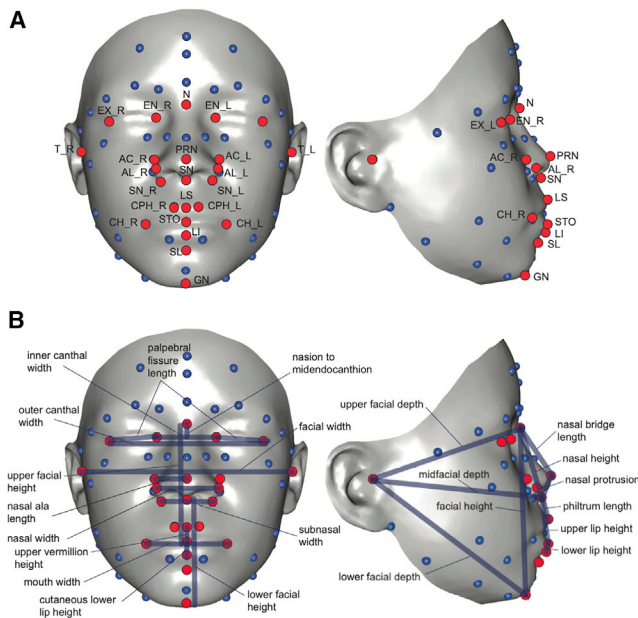 A
N
EX_R
EN_R
EN_L
T_R
T_L
PRN
AC_R
AC_L
SN
AL_R
AL_L
SN_R
SN_L
LS
CPH_R
CPH_L
STO
CH_R
CH_L
LI
SL
GN
N
EX_L
EN_R
AC_R
PRN
AL_R
SN
LS
CH_R
STO
LI
SL
GN
B
inner canthal
width
palpebral
fissure
length
nasion to
midendocanthion
outer canthal
width
facial width
upper facial
height
nasal ala
length
nasal width
upper vermillion
height
mouth width
cutaneous lower
lip height
subnasal
width
lower facial
height
upper facial depth
nasal bridge
length
nasal height
midfacial depth
nasal protrusion
facial height
philtrum length
upper lip height
lower lip height
lower facial depth